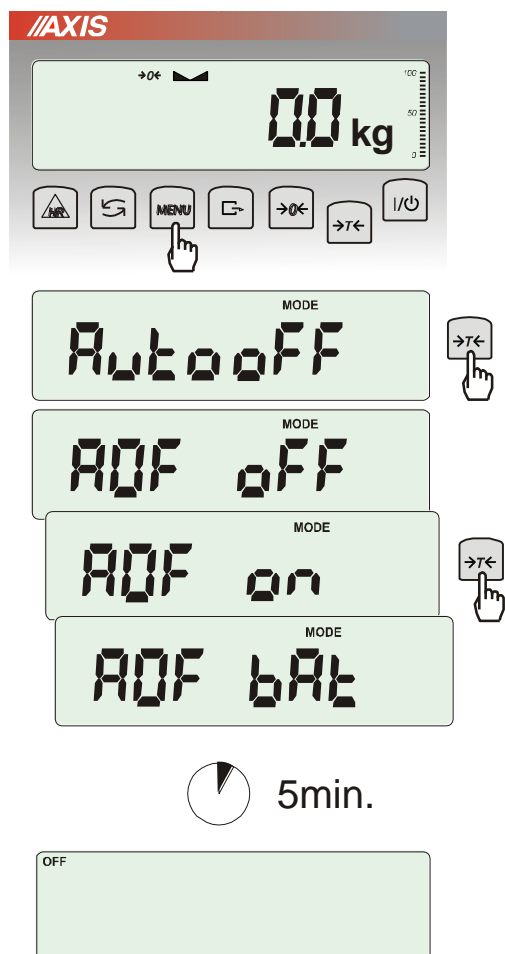 //AXIS
→0← 100
0.0 kg 50
0
HR MENU →0← →T← I/⏻
MODE
Autooff →T←
MODE
AOF oFF
MODE
AOF on →T←
MODE
AOF bAt
5min.
OFF